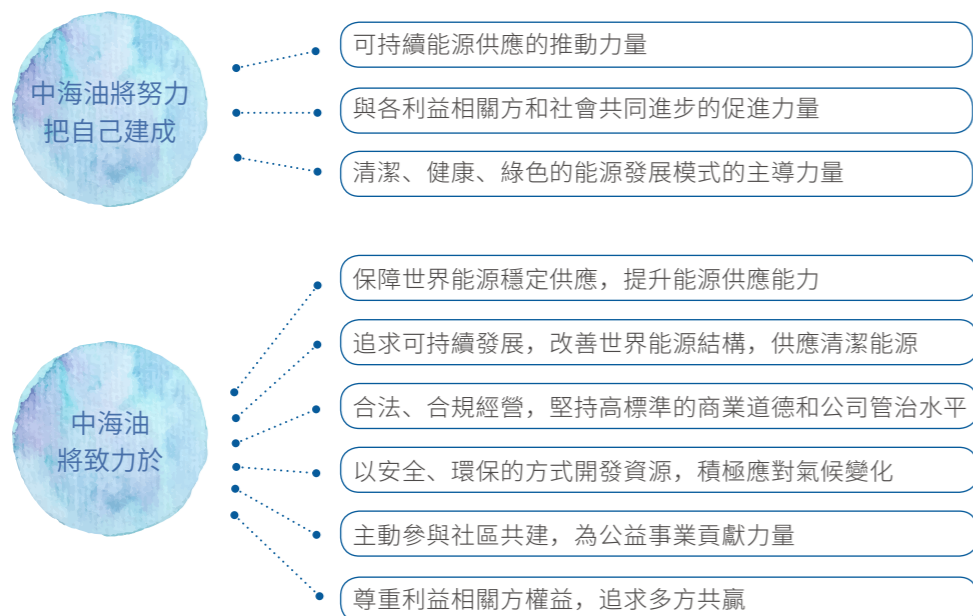 中海油將努力
把自己建成
可持續能源供應的推動力量
與各利益相關方和社會共同進步的促進力量
清潔、健康、綠色的能源發展模式的主導力量
中海油
將致力於
保障世界能源穩定供應，提升能源供應能力
追求可持續發展，改善世界能源結構，供應清潔能源
合法、合規經營，堅持高標準的商業道德和公司管治水平
以安全、環保的方式開發資源，積極應對氣候變化
主動參與社區共建，為公益事業貢獻力量
尊重利益相關方權益，追求多方共贏